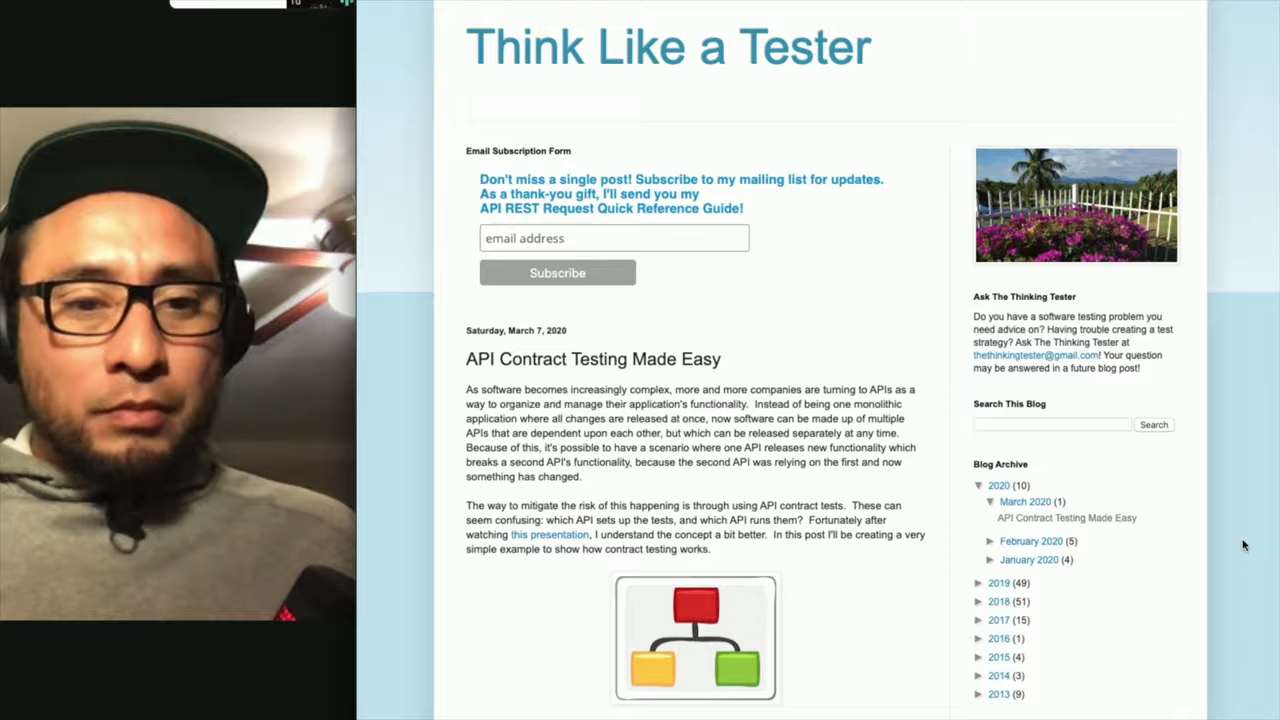 Think Like a Tester
Email Subscription Form
Don't miss a single post! Subscribe to my mailing list for updates.
As a thank-you gift, I'll send you my
API REST Request Quick Reference Guide!
email address
Subscribe
Saturday, March 7, 2020
API Contract Testing Made Easy
As software becomes increasingly complex, more and more companies are turning to APIs as a
way to organize and manage their application's functionality. Instead of being one monolithic
application where all changes are released at once, now software can be made up of multiple
APIs that are dependent upon each other, but which can be released separately at any time.
Because of this, it's possible to have a scenario where one API releases new functionality which
breaks a second API's functionality, because the second API was relying on the first and now
something has changed.
The way to mitigate the risk of this happening is through using API contract tests. These can
seem confusing: which API sets up the tests, and which API runs them? Fortunately after
watching this presentation, I understand the concept a bit better. In this post I'll be creating a very
simple example to show how contract testing works.
Ask The Thinking Tester
Do you have a software testing problem you
need advice on? Having trouble creating a test
strategy? Ask The Thinking Tester at
thethinkingtester@gmail.com! Your question
may be answered in a future blog post!
Search This Blog
Search
Blog Archive
▼ 2020 (10)
▼ March 2020 (1)
API Contract Testing Made Easy
► February 2020 (5)
► January 2020 (4)
► 2019 (49)
► 2018 (51)
► 2017 (15)
► 2016 (1)
► 2015 (4)
► 2014 (3)
► 2013 (9)